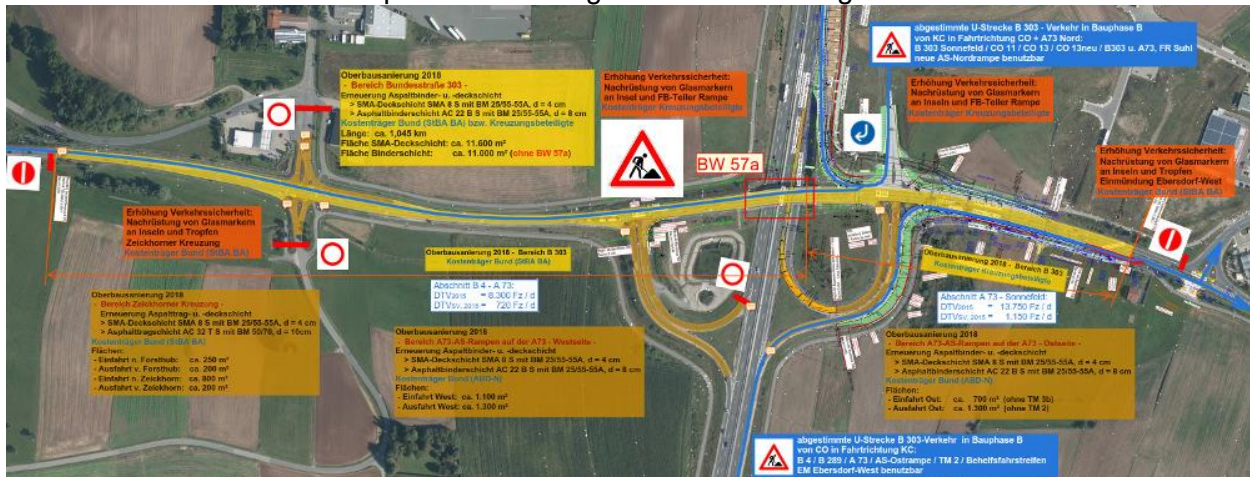 abgestimmte U-Strecke B 303 - Verkehr in Bauphase B
von KC in Fahrtrichtung CO + A73 Nord:
B 303 Sonnefeld / CO 11 / CO 13 / CO 13neu / B303 u. A73, FR Suhl
neue AS-Nordrampe benutzbar
Oberbausanierung 2018
- Bereich Bundesstraße 303 -
Erneuerung Asphaltbinder- u. -deckschicht
> SMA-Deckschicht SMA 8 S mit BM 25/55-55A, d = 4 cm
> Asphaltbinderschicht AC 22 B S mit BM 25/55-55A, d = 8 cm
Kostenträger Bund (StBA BA) bzw. Kreuzungsbeteiligte
Länge: ca. 1,045 km
Fläche SMA-Deckschicht: ca. 11.600 m²
Fläche Binderschicht: ca. 11.000 m² (ohne BW 57a)
Erhöhung Verkehrssicherheit:
Nachrüstung von Glasmarkern
an Insel und FB-Teller Rampe
Kostenträger Kreuzungsbeteiligte
Erhöhung Verkehrssicherheit:
Nachrüstung von Glasmarkern
an Inseln und FB-Teller Rampe
Kostenträger Kreuzungsbeteiligte
BW 57a
Erhöhung Verkehrssicherheit:
Nachrüstung von Glasmarkern
an Inseln und Tropfen
Einmündung Ebersdorf-West
Kostenträger Bund (StBA BA)
Erhöhung Verkehrssicherheit:
Nachrüstung von Glasmarkern
an Inseln und Tropfen
Zeickhorner Kreuzung
Kostenträger Bund (StBA BA)
Oberbausanierung 2018 - Bereich B 303
Kostenträger Bund (StBA BA)
Oberbausanierung 2018 - Bereich B 303
Kostenträger Kreuzungsbeteiligte
Abschnitt B 4 - A 73:
DTV2015 = 8.300 Fz / d
DTVSV, 2015 = 720 Fz / d
Abschnitt A 73 - Sonnefeld:
DTV2015 = 13.750 Fz / d
DTVSV, 2015 = 1.150 Fz / d
Oberbausanierung 2018
- Bereich Zeickhorner Kreuzung -
Erneuerung Asphalttrag- u. -deckschicht
> SMA-Deckschicht SMA 8 S mit BM 25/55-55A, d = 4 cm
> Asphalttragschicht AC 32 T S mit BM 50/70, d = 10cm
Kostenträger Bund (StBA BA)
Flächen:
- Einfahrt n. Forsthub: ca. 250 m²
- Ausfahrt v. Forsthub: ca. 200 m²
- Einfahrt n. Zeickhorn: ca. 800 m²
- Ausfahrt v. Zeickhorn: ca. 200 m²
Oberbausanierung 2018
- Bereich A73-AS-Rampen auf der A73 - Westseite -
Erneuerung Aspaltbinder- u. -deckschicht
> SMA-Deckschicht SMA 8 S mit BM 25/55-55A, d = 4 cm
> Asphaltbinderschicht AC 22 B S mit BM 25/55-55A, d = 8 cm
Kostenträger Bund (ABD-N)
Flächen:
- Einfahrt West: ca. 1.100 m²
- Ausfahrt West: ca. 1.300 m²
Oberbausanierung 2018
- Bereich A73-AS-Rampen auf der A73 - Ostseite -
Erneuerung Aspaltbinder- u. -deckschicht
> SMA-Deckschicht SMA 8 S mit BM 25/55-55A, d = 4 cm
> Asphaltbinderschicht AC 22 B S mit BM 25/55-55A, d = 8 cm
Kostenträger Bund (ABD-N)
Flächen:
- Einfahrt Ost: ca. 700 m² (ohne TM 3b)
- Ausfahrt Ost: ca. 1.300 m² (ohne TM 2)
abgestimmte U-Strecke B 303-Verkehr in Bauphase B
von CO in Fahrtrichtung KC:
B 4 / B 289 / A 73 / AS-Ostrampe / TM 2 / Behelfsfahrstreifen
EM Ebersdorf-West benutzbar